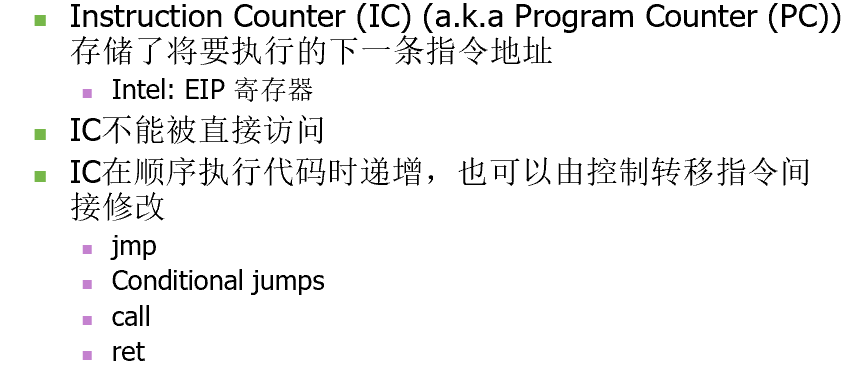 Instruction Counter (IC) (a.k.a Program Counter (PC))
存储了将要执行的下一条指令地址
Intel: EIP 寄存器
IC不能被直接访问
IC在顺序执行代码时递增，也可以由控制转移指令间
接修改
jmp
Conditional jumps
call
ret